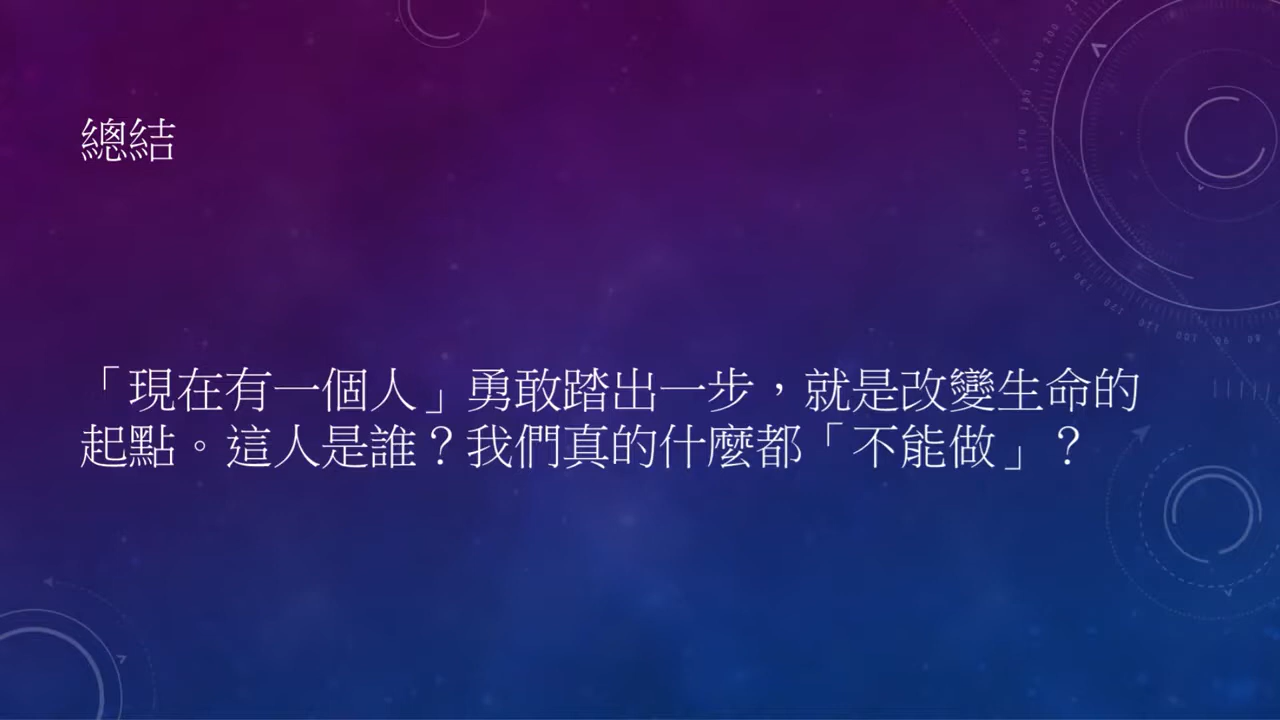 總結
「現在有一個人」勇敢踏出一步，就是改變生命的
起點。這人是誰？我們真的什麼都「不能做」？